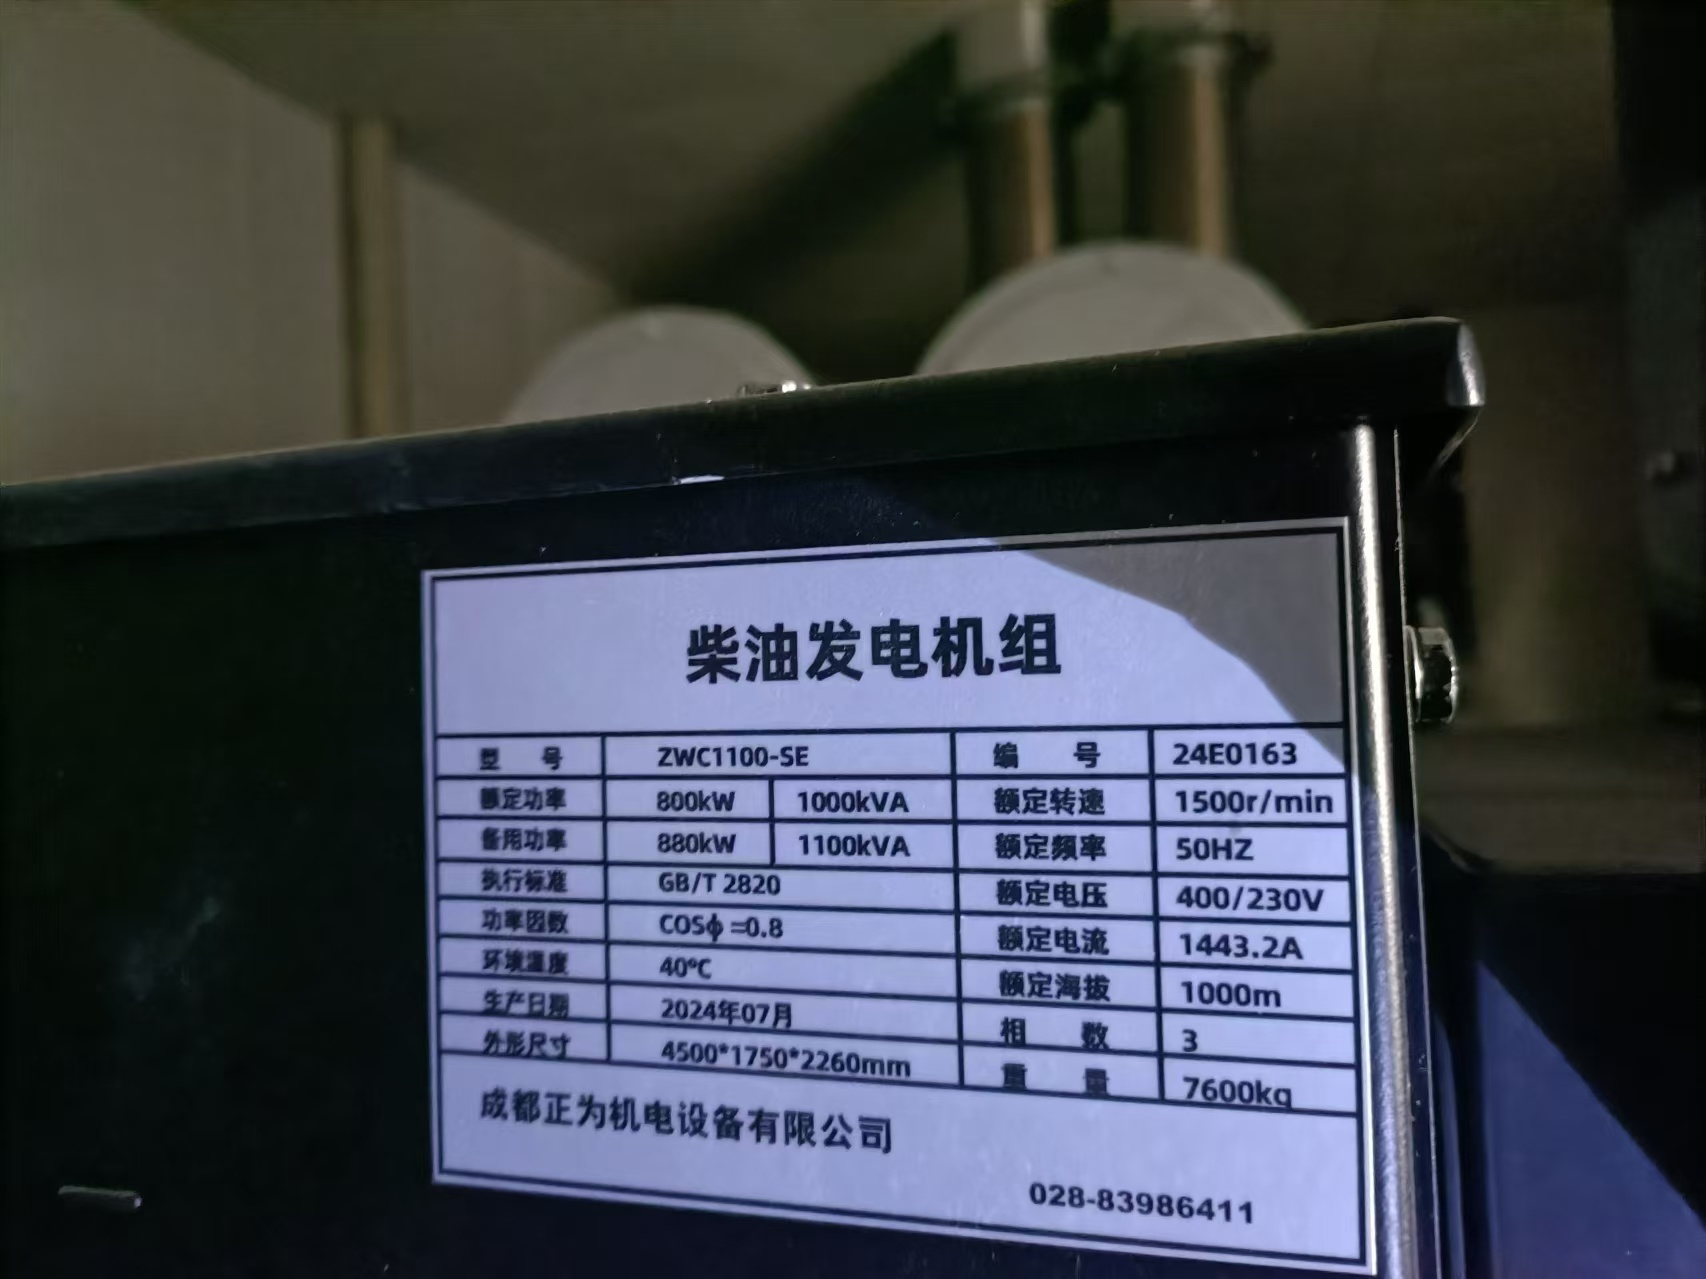 柴油发电机组
型 号 ZWC1100-SE 编 号 24E0163
额定功率 800kW 1000kVA 额定转速 1500r/min
备用功率 880kW 1100kVA 额定频率 50HZ
执行标准 GB/T 2820 额定电压 400/230V
功率因数 COSϕ=0.8 额定电流 1443.2A
环境温度 40℃ 额定海拔 1000m
生产日期 2024年07月 相 数 3
外形尺寸 4500*1750*2260mm 重 量 7600kg
成都正为机电设备有限公司
028-83986411